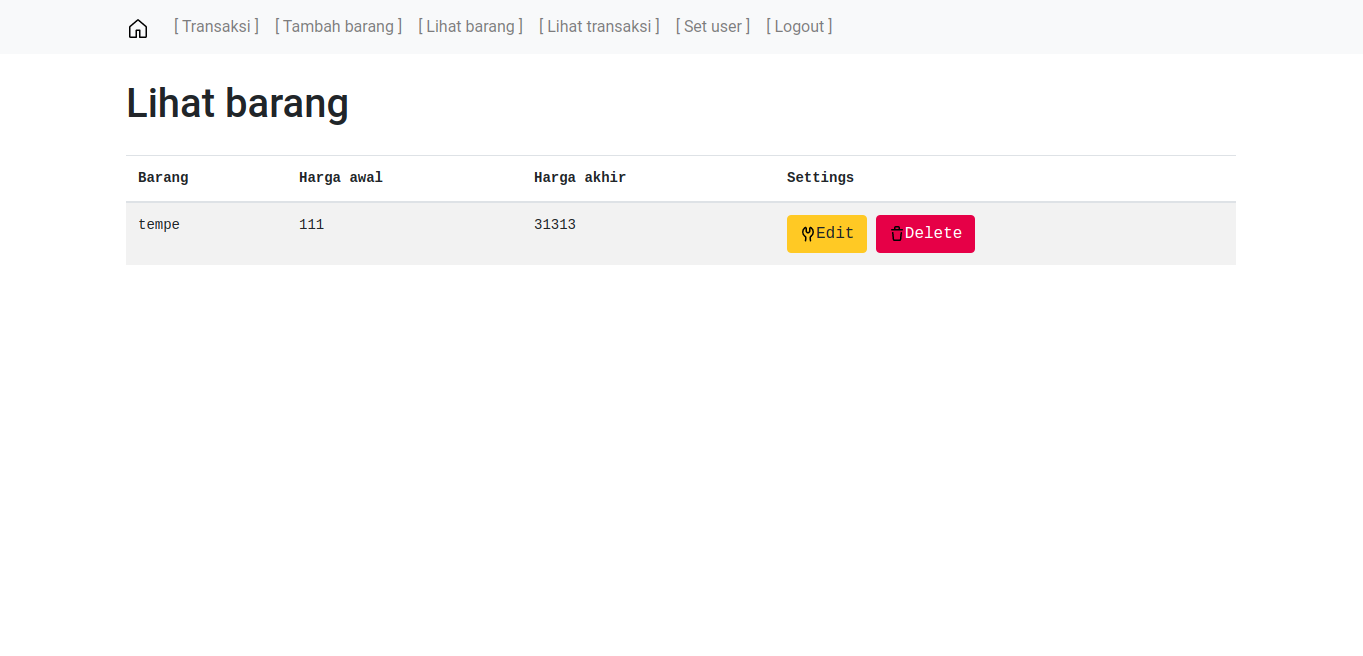 [ Transaksi ] [ Tambah barang ] [ Lihat barang ] [ Lihat transaksi ] [ Set user ] [ Logout ]
Lihat barang
Barang Harga awal Harga akhir Settings
tempe 111 31313 Edit Delete